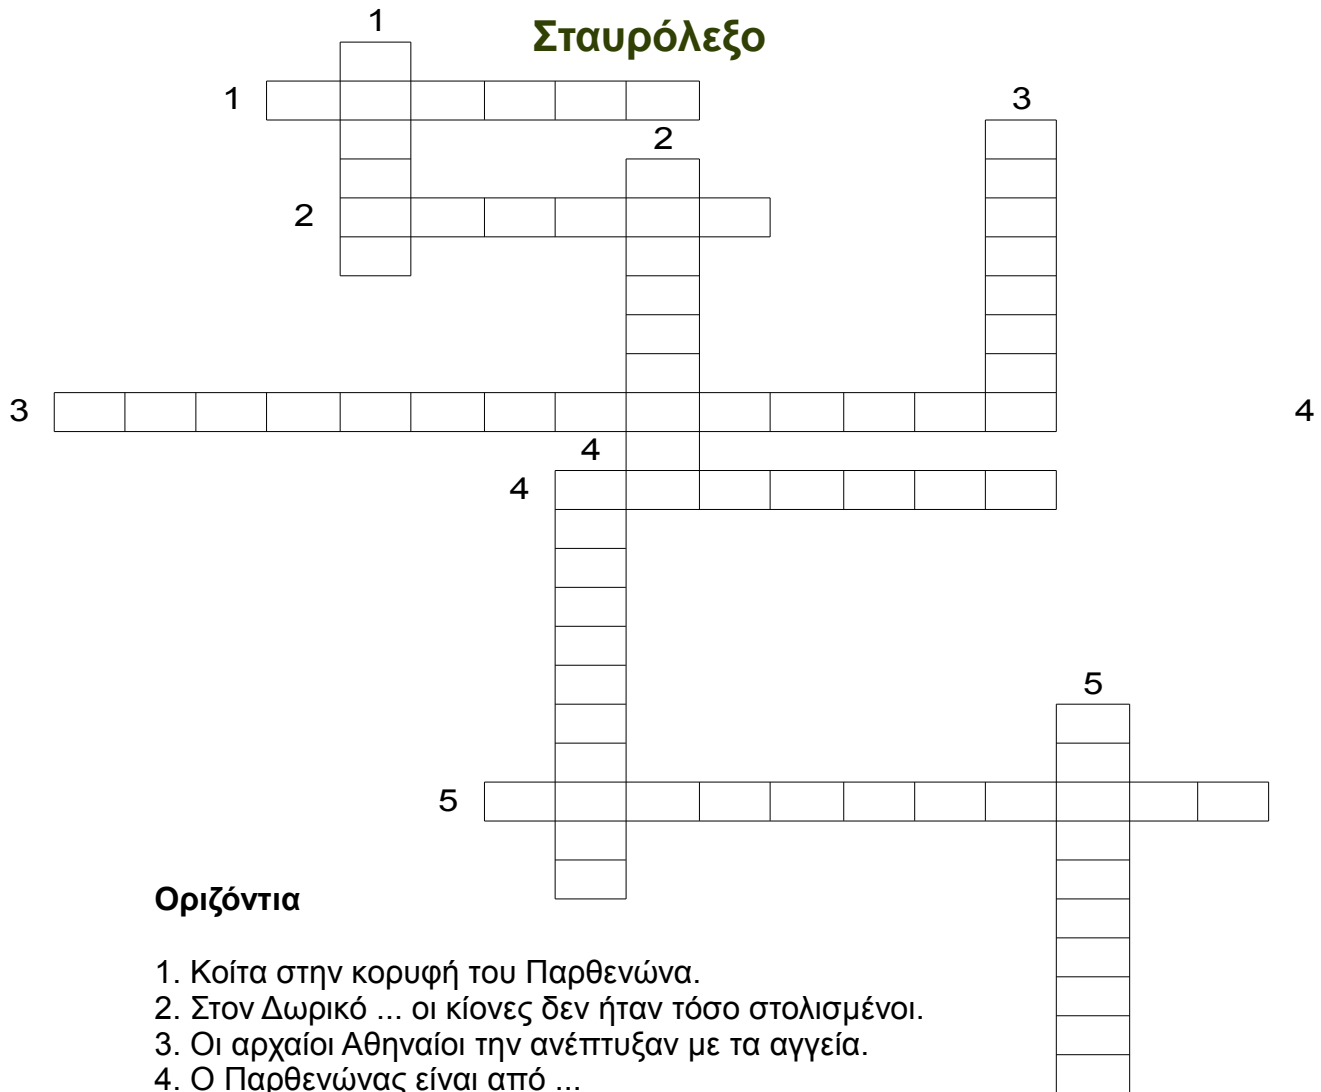 1
Σταυρόλεξο
1
3
2
2
3
4
4
4
5
5
Οριζόντια
1. Κοίτα στην κορυφή του Παρθενώνα.
2. Στον Δωρικό ... οι κίονες δεν ήταν τόσο στολισμένοι.
3. Οι αρχαίοι Αθηναίοι την ανέπτυξαν με τα αγγεία.
4. Ο Παρθενώνας είναι από ...